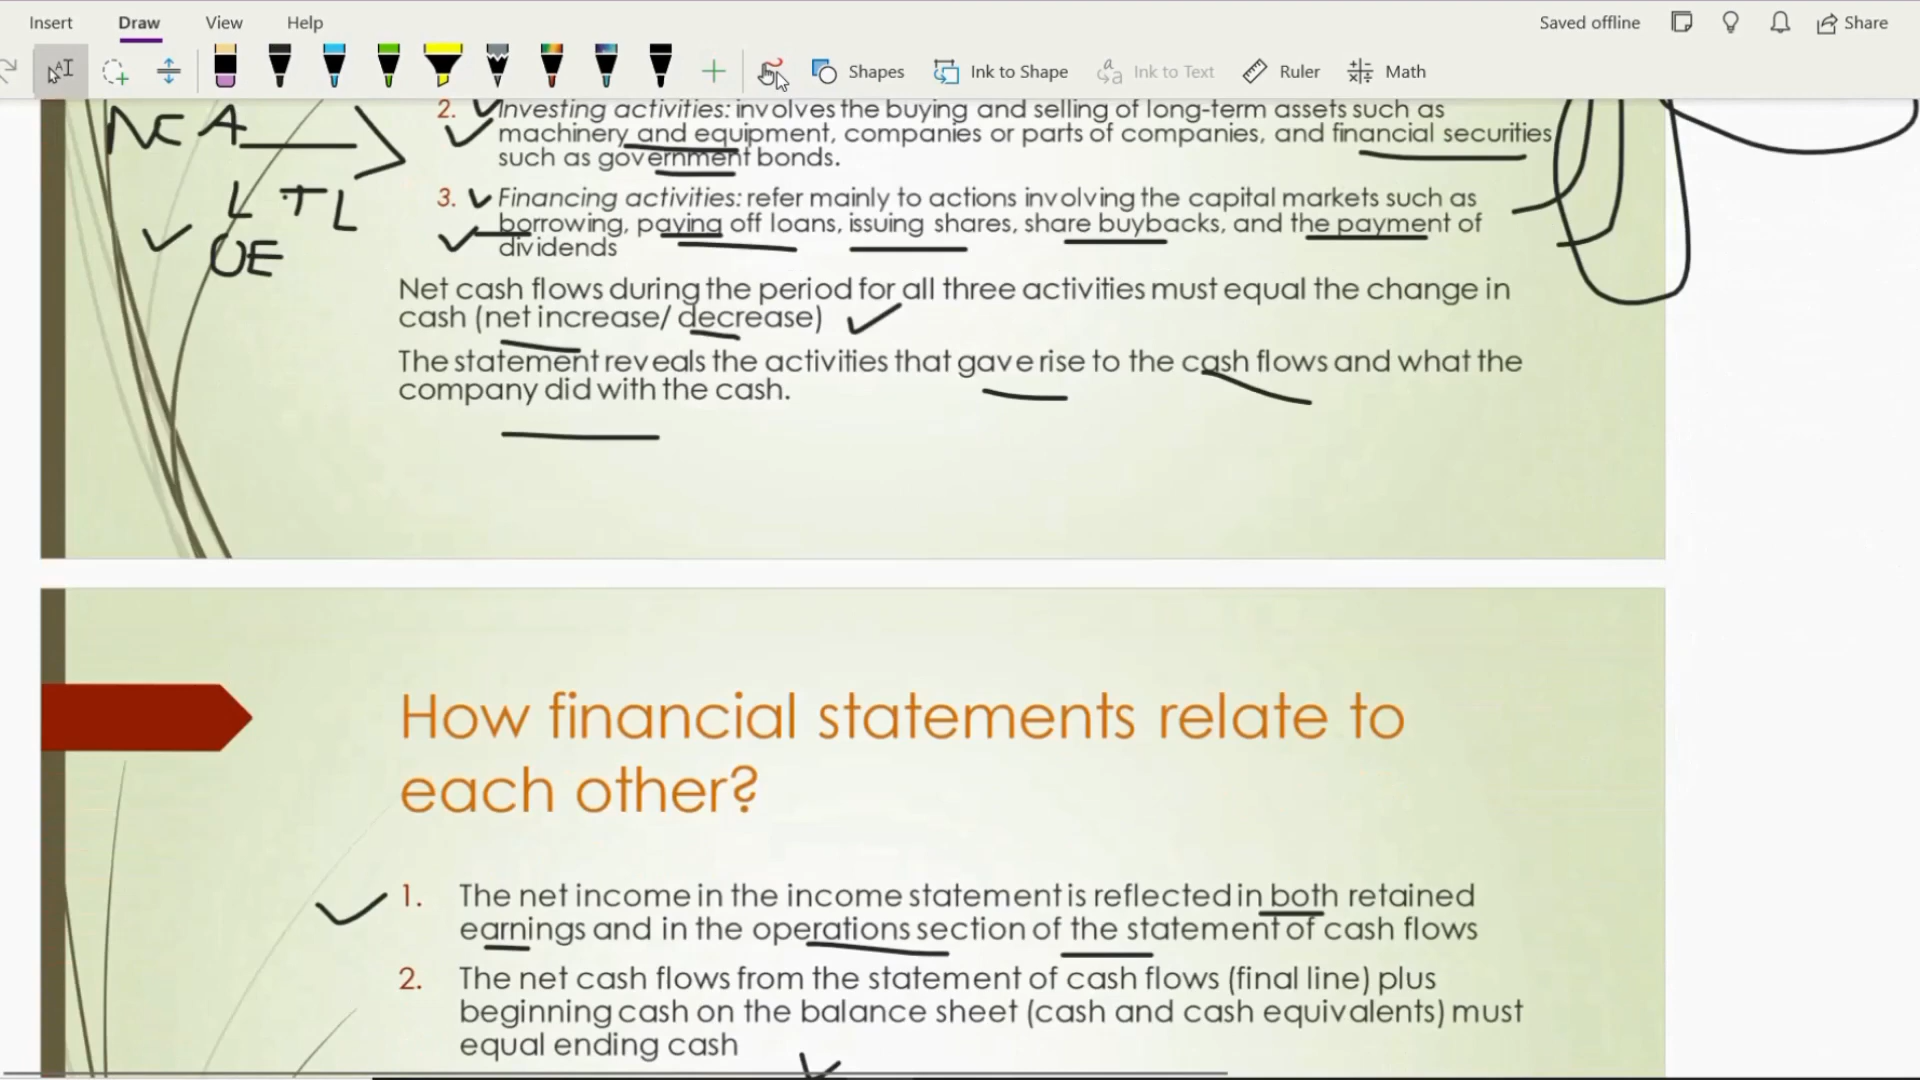 Insert Draw View Help Saved offline Share
Shapes Ink to Shape Ink to Text Ruler Math
2. Investing activities: involves the buying and selling of long-term assets such as
machinery and equipment, companies or parts of companies, and financial securities
such as government bonds.
NCA
LTL
OE
3. Financing activities: refer mainly to actions involving the capital markets such as
borrowing, paying off loans, issuing shares, share buybacks, and the payment of
dividends
Net cash flows during the period for all three activities must equal the change in
cash (net increase/ decrease)
The statement reveals the activities that gave rise to the cash flows and what the
company did with the cash.
How financial statements relate to
each other?
1. The net income in the income statement is reflected in both retained
earnings and in the operations section of the statement of cash flows
2. The net cash flows from the statement of cash flows (final line) plus
beginning cash on the balance sheet (cash and cash equivalents) must
equal ending cash